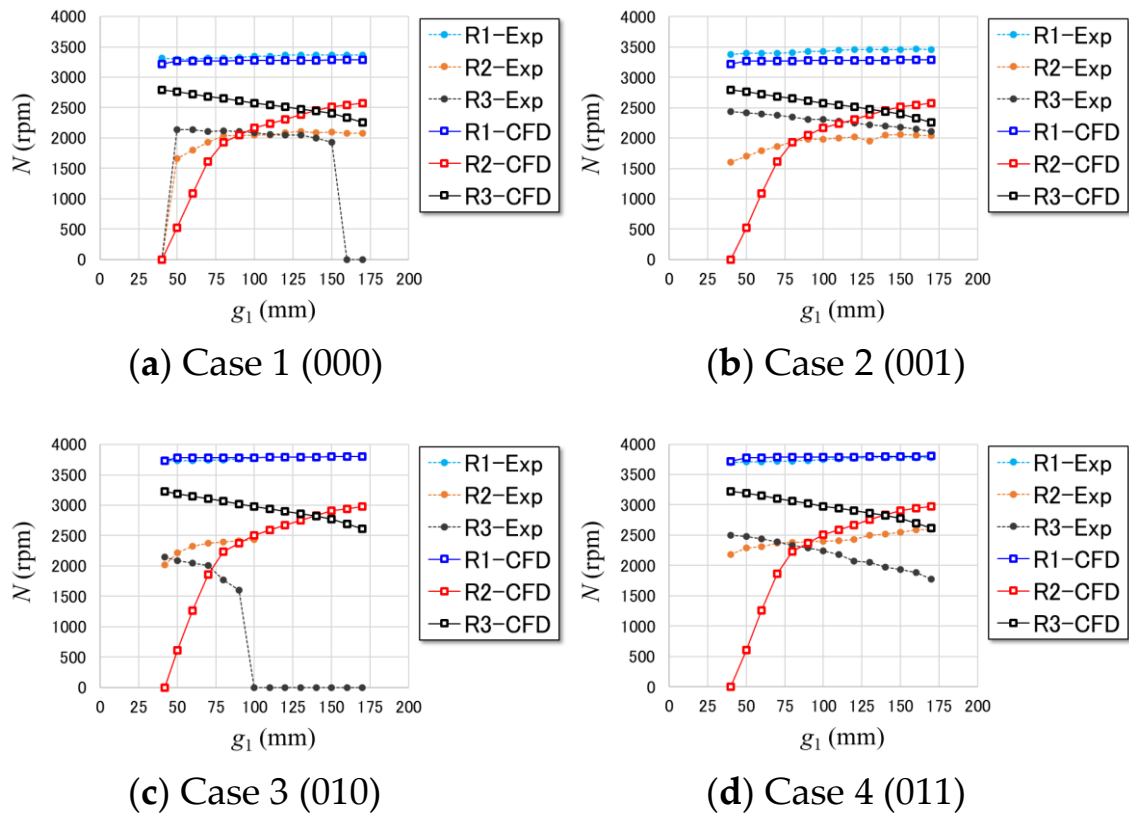 4000
3500
3000
2500
2000
1500
1000
500
0
N (rpm)
0 25 50 75 100 125 150 175 200
g1 (mm)
R1-Exp
R2-Exp
R3-Exp
R1-CFD
R2-CFD
R3-CFD
(a) Case 1 (000)
4000
3500
3000
2500
2000
1500
1000
500
0
N (rpm)
0 25 50 75 100 125 150 175 200
g1 (mm)
R1-Exp
R2-Exp
R3-Exp
R1-CFD
R2-CFD
R3-CFD
(b) Case 2 (001)
4000
3500
3000
2500
2000
1500
1000
500
0
N (rpm)
0 25 50 75 100 125 150 175 200
g1 (mm)
R1-Exp
R2-Exp
R3-Exp
R1-CFD
R2-CFD
R3-CFD
(c) Case 3 (010)
4000
3500
3000
2500
2000
1500
1000
500
0
N (rpm)
0 25 50 75 100 125 150 175 200
g1 (mm)
R1-Exp
R2-Exp
R3-Exp
R1-CFD
R2-CFD
R3-CFD
(d) Case 4 (011)